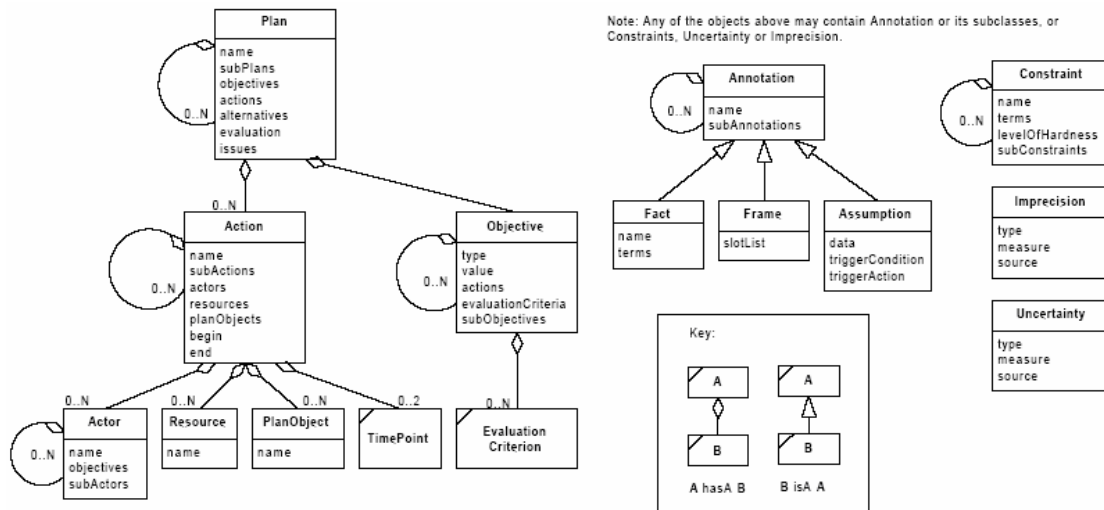 Plan
name
subPlans
objectives
actions
alternatives
evaluation
issues
0..N
0..N
Action
name
subActions
actors
resources
planObjects
begin
end
0..N
Objective
type
value
actions
evaluationCriteria
subObjectives
0..N
0..N
0..N
0..N
0..2
0..N
Actor
name
objectives
subActors
0..N
Resource
name
PlanObject
name
TimePoint
Evaluation
Criterion
Note: Any of the objects above may contain Annotation or its subclasses, or
Constraints, Uncertainty or Imprecision.
Annotation
name
subAnnotations
0..N
Fact
name
terms
Frame
slotList
Assumption
data
triggerCondition
triggerAction
Constraint
name
terms
levelOfHardness
subConstraints
0..N
Imprecision
type
measure
source
Uncertainty
type
measure
source
Key:
A
B
A hasA B
A
B
B isA A